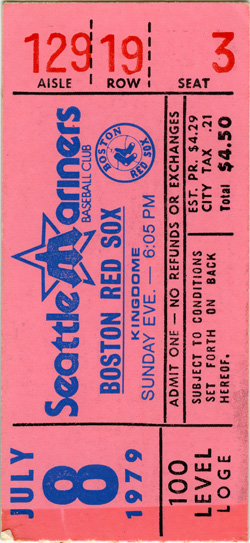 129 19 3
AISLE ROW SEAT
Seattle Mariners
BASEBALL CLUB
BOSTON RED SOX
BOSTON RED SOX
KINGDOME
SUNDAY EVE. — 6:05 PM
ADMIT ONE — NO REFUNDS OR EXCHANGES
EST. PR. $4.29
CITY TAX .21
Total $4.50
SUBJECT TO CONDITIONS
SET FORTH ON BACK
HEREOF.
JULY
8
1979
100 LEVEL
LOGE